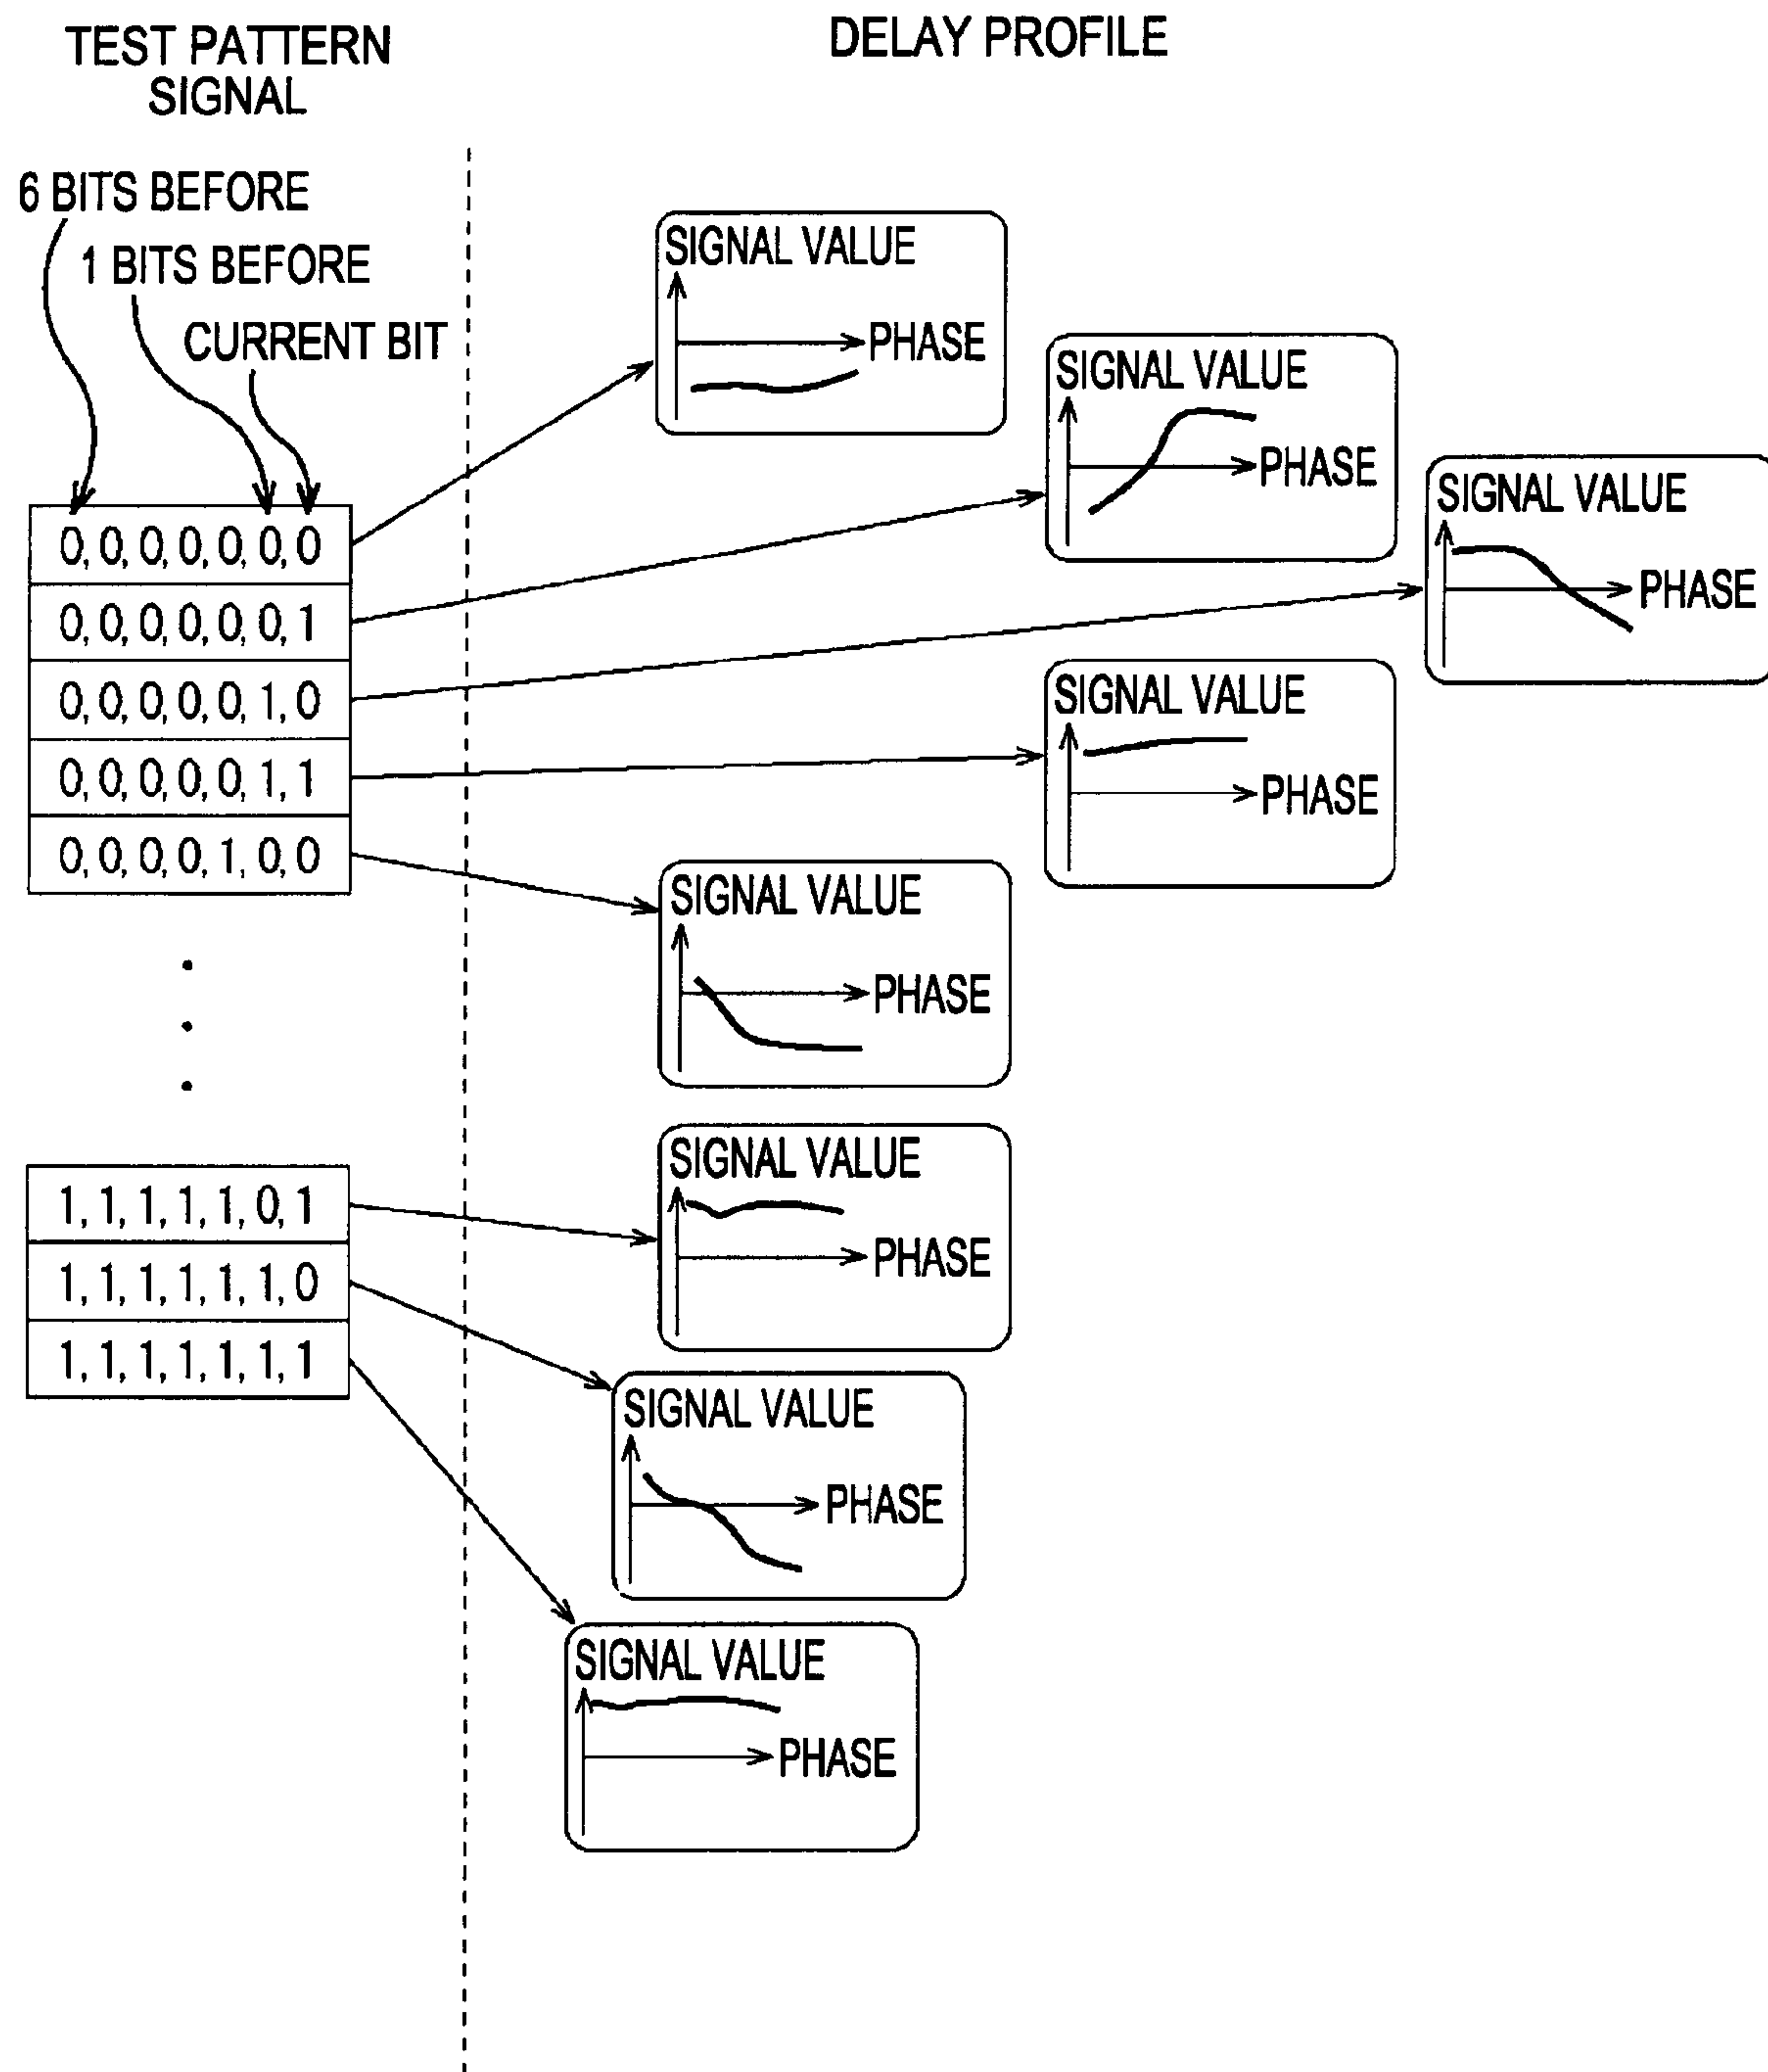 TEST PATTERN
SIGNAL
DELAY PROFILE
6 BITS BEFORE
1 BITS BEFORE
CURRENT BIT
0, 0, 0, 0, 0, 0, 0
0, 0, 0, 0, 0, 0, 1
0, 0, 0, 0, 0, 1, 0
0, 0, 0, 0, 0, 1, 1
0, 0, 0, 0, 1, 0, 0
1, 1, 1, 1, 1, 0, 1
1, 1, 1, 1, 1, 1, 0
1, 1, 1, 1, 1, 1, 1
SIGNAL VALUE
PHASE
SIGNAL VALUE
PHASE
SIGNAL VALUE
PHASE
SIGNAL VALUE
PHASE
SIGNAL VALUE
PHASE
SIGNAL VALUE
PHASE
SIGNAL VALUE
PHASE
SIGNAL VALUE
PHASE